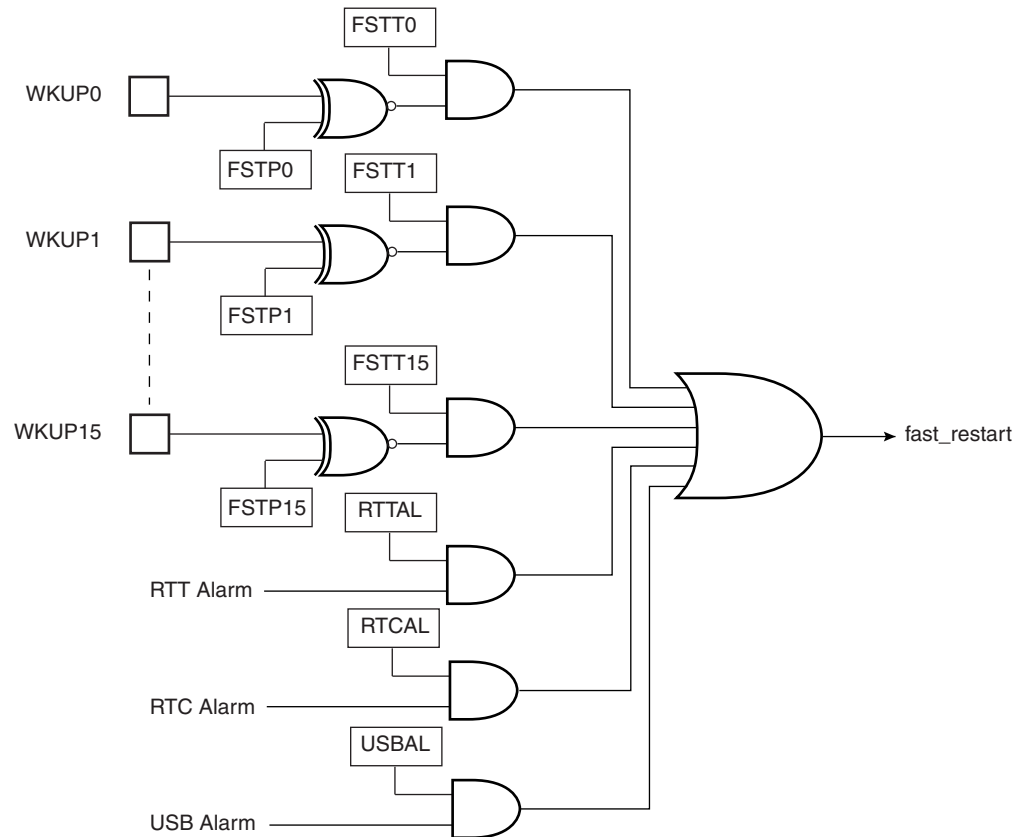 FSTT0
WKUP0
FSTP0
FSTT1
WKUP1
FSTP1
FSTT15
WKUP15
fast_restart
FSTP15
RTTAL
RTT Alarm
RTCAL
RTC Alarm
USBAL
USB Alarm